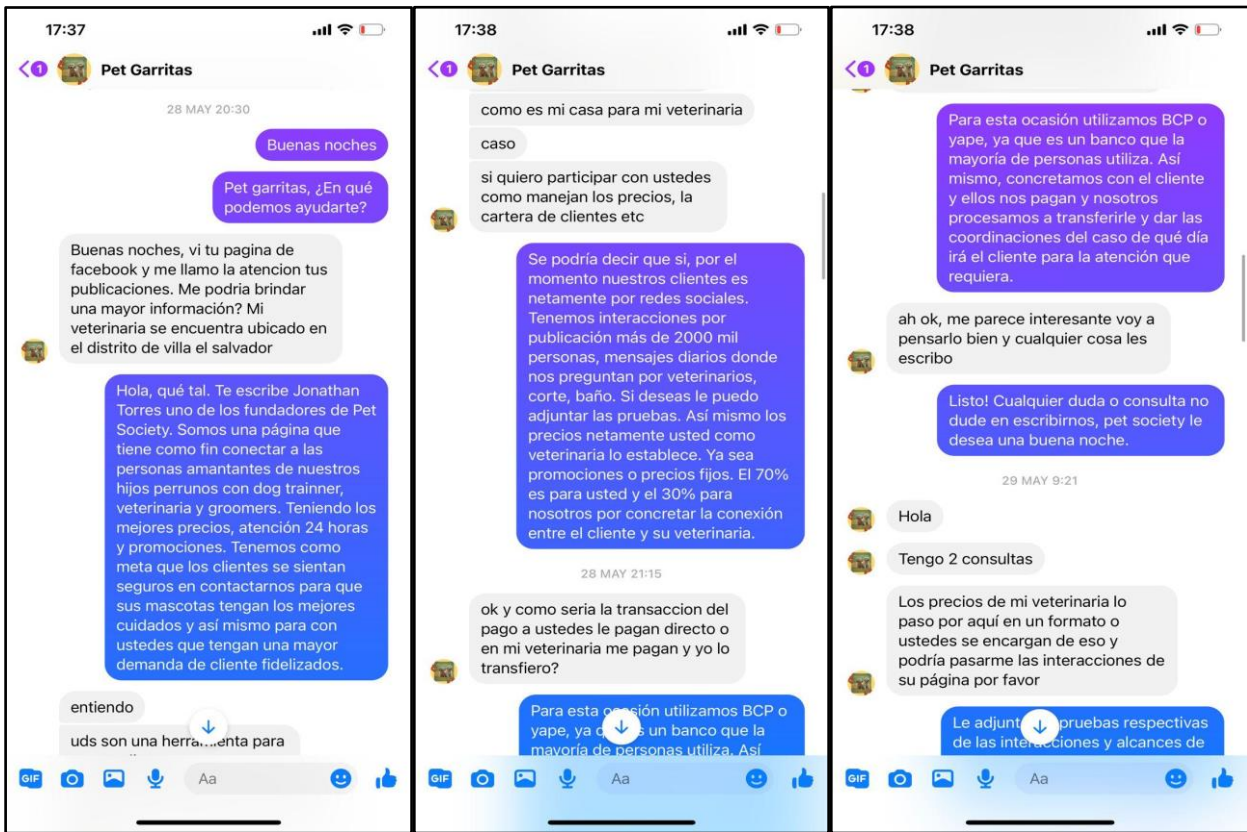 17:37
1
Pet Garritas
28 MAY 20:30
Buenas noches
Pet garritas, ¿En qué
podemos ayudarte?
Buenas noches, vi tu pagina de
facebook y me llamo la atencion tus
publicaciones. Me podria brindar
una mayor información? Mi
veterinaria se encuentra ubicado en
el distrito de villa el salvador
Hola, qué tal. Te escribe Jonathan
Torres uno de los fundadores de Pet
Society. Somos una página que
tiene como fin conectar a las
personas amantantes de nuestros
hijos perrunos con dog trainner,
veterinaria y groomers. Teniendo los
mejores precios, atención 24 horas
y promociones. Tenemos como
meta que los clientes se sientan
seguros en contactarnos para que
sus mascotas tengan los mejores
cuidados y así mismo para con
ustedes que tengan una mayor
demanda de cliente fidelizados.
entiendo
uds son una herramienta para
GIF
Aa
17:38
1
Pet Garritas
como es mi casa para mi veterinaria
caso
si quiero participar con ustedes
como manejan los precios, la
cartera de clientes etc
Se podría decir que si, por el
momento nuestros clientes es
netamente por redes sociales.
Tenemos interacciones por
publicación más de 2000 mil
personas, mensajes diarios donde
nos preguntan por veterinarios,
corte, baño. Si deseas le puedo
adjuntar las pruebas. Así mismo los
precios netamente usted como
veterinaria lo establece. Ya sea
promociones o precios fijos. El 70%
es para usted y el 30% para
nosotros por concretar la conexión
entre el cliente y su veterinaria.
28 MAY 21:15
ok y como seria la transaccion del
pago a ustedes le pagan directo o
en mi veterinaria me pagan y yo lo
transfiero?
Para esta ocasión utilizamos BCP o
yape, ya que es un banco que la
mayoría de personas utiliza. Así
GIF
Aa
17:38
1
Pet Garritas
Para esta ocasión utilizamos BCP o
yape, ya que es un banco que la
mayoría de personas utiliza. Así
mismo, concretamos con el cliente
y ellos nos pagan y nosotros
procesamos a transferirle y dar las
coordinaciones del caso de qué día
irá el cliente para la atención que
requiera.
ah ok, me parece interesante voy a
pensarlo bien y cualquier cosa les
escribo
Listo! Cualquier duda o consulta no
dude en escribirnos, pet society le
desea una buena noche.
29 MAY 9:21
Hola
Tengo 2 consultas
Los precios de mi veterinaria lo
paso por aquí en un formato o
ustedes se encargan de eso y
podría pasarme las interacciones de
su página por favor
Le adjunt pruebas respectivas
de las interacciones y alcances de
GIF
Aa